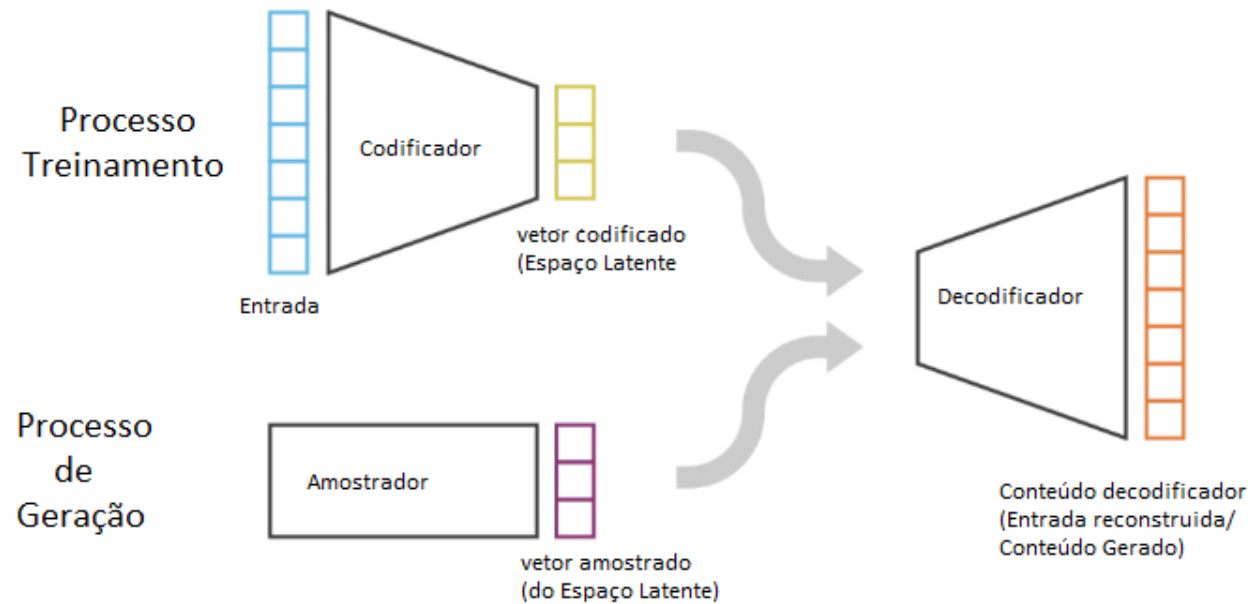 Processo
Treinamento
Codificador
vetor codificado
(Espaço Latente
Entrada
Decodificador
Processo
de
Geração
Amostrador
vetor amostrado
(do Espaço Latente)
Conteúdo decodificador
(Entrada reconstruida/
Conteúdo Gerado)